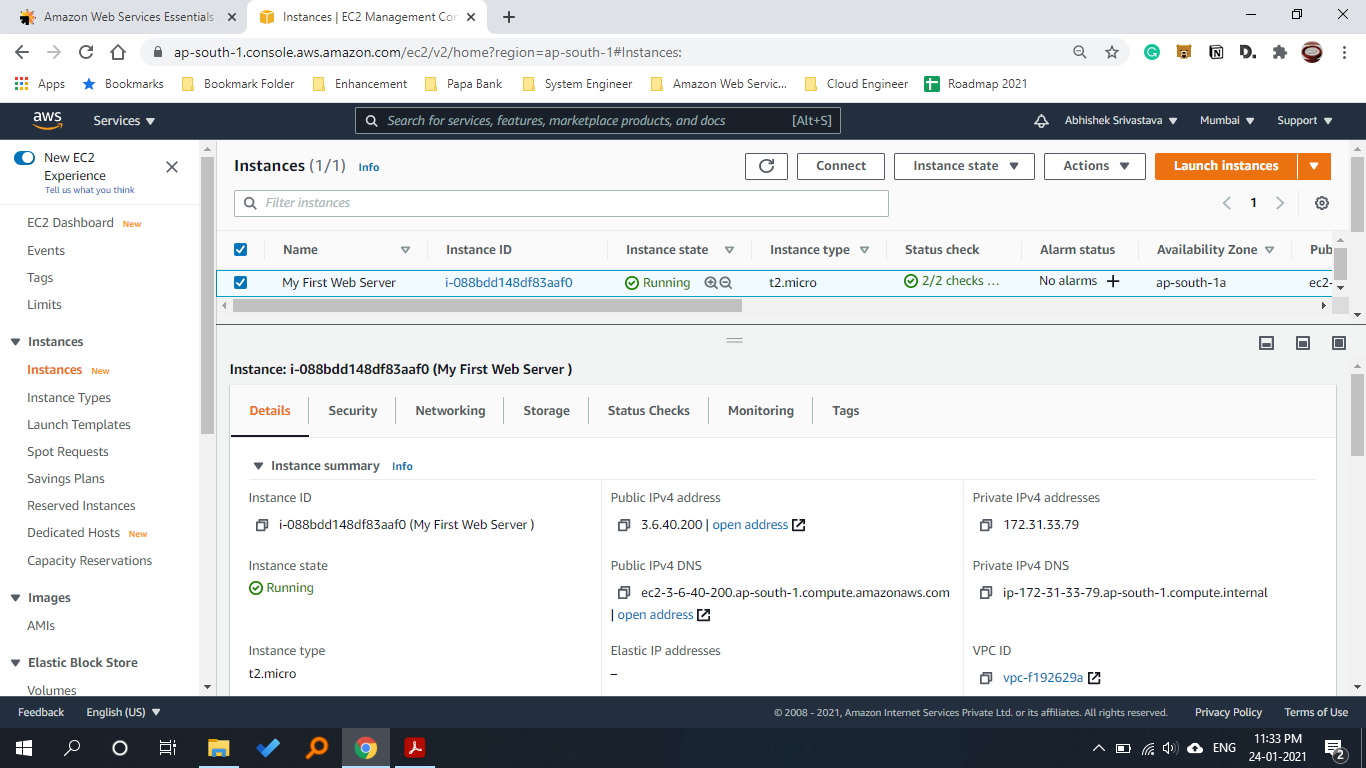 Amazon Web Services Essentials
Instances | EC2 Management Con
ap-south-1.console.aws.amazon.com/ec2/v2/home?region=ap-south-1#Instances:
Apps
Bookmarks
Bookmark Folder
Enhancement
Papa Bank
System Engineer
Amazon Web Servic...
Cloud Engineer
Roadmap 2021
aws
Services
Search for services, features, marketplace products, and docs
[Alt+S]
Abhishek Srivastava
Mumbai
Support
New EC2
Experience
Tell us what you think
EC2 Dashboard New
Events
Tags
Limits
Instances
Instances New
Instance Types
Launch Templates
Spot Requests
Savings Plans
Reserved Instances
Dedicated Hosts New
Capacity Reservations
Images
AMIs
Elastic Block Store
Volumes
Instances (1/1) Info
Connect
Instance state
Actions
Launch instances
Filter instances
1
Name
Instance ID
Instance state
Instance type
Status check
Alarm status
Availability Zone
Pub
My First Web Server
i-088bdd148df83aaf0
Running
t2.micro
2/2 checks ...
No alarms
ap-south-1a
ec2-
Instance: i-088bdd148df83aaf0 (My First Web Server )
Details
Security
Networking
Storage
Status Checks
Monitoring
Tags
Instance summary Info
Instance ID
i-088bdd148df83aaf0 (My First Web Server )
Public IPv4 address
3.6.40.200 | open address
Private IPv4 addresses
172.31.33.79
Instance state
Running
Public IPv4 DNS
ec2-3-6-40-200.ap-south-1.compute.amazonaws.com
| open address
Private IPv4 DNS
ip-172-31-33-79.ap-south-1.compute.internal
Instance type
t2.micro
Elastic IP addresses
–
VPC ID
vpc-f192629a
Feedback
English (US)
© 2008 - 2021, Amazon Internet Services Private Ltd. or its affiliates. All rights reserved.
Privacy Policy
Terms of Use
ENG
11:33 PM
24-01-2021
2